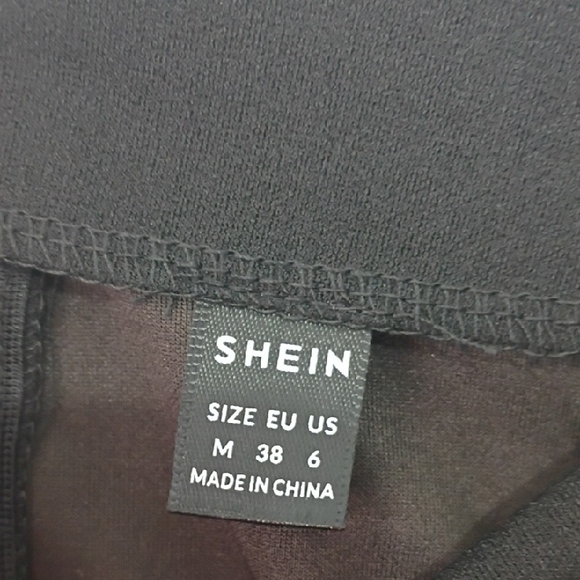 SHEIN
SIZE EU US
M 38 6
MADE IN CHINA